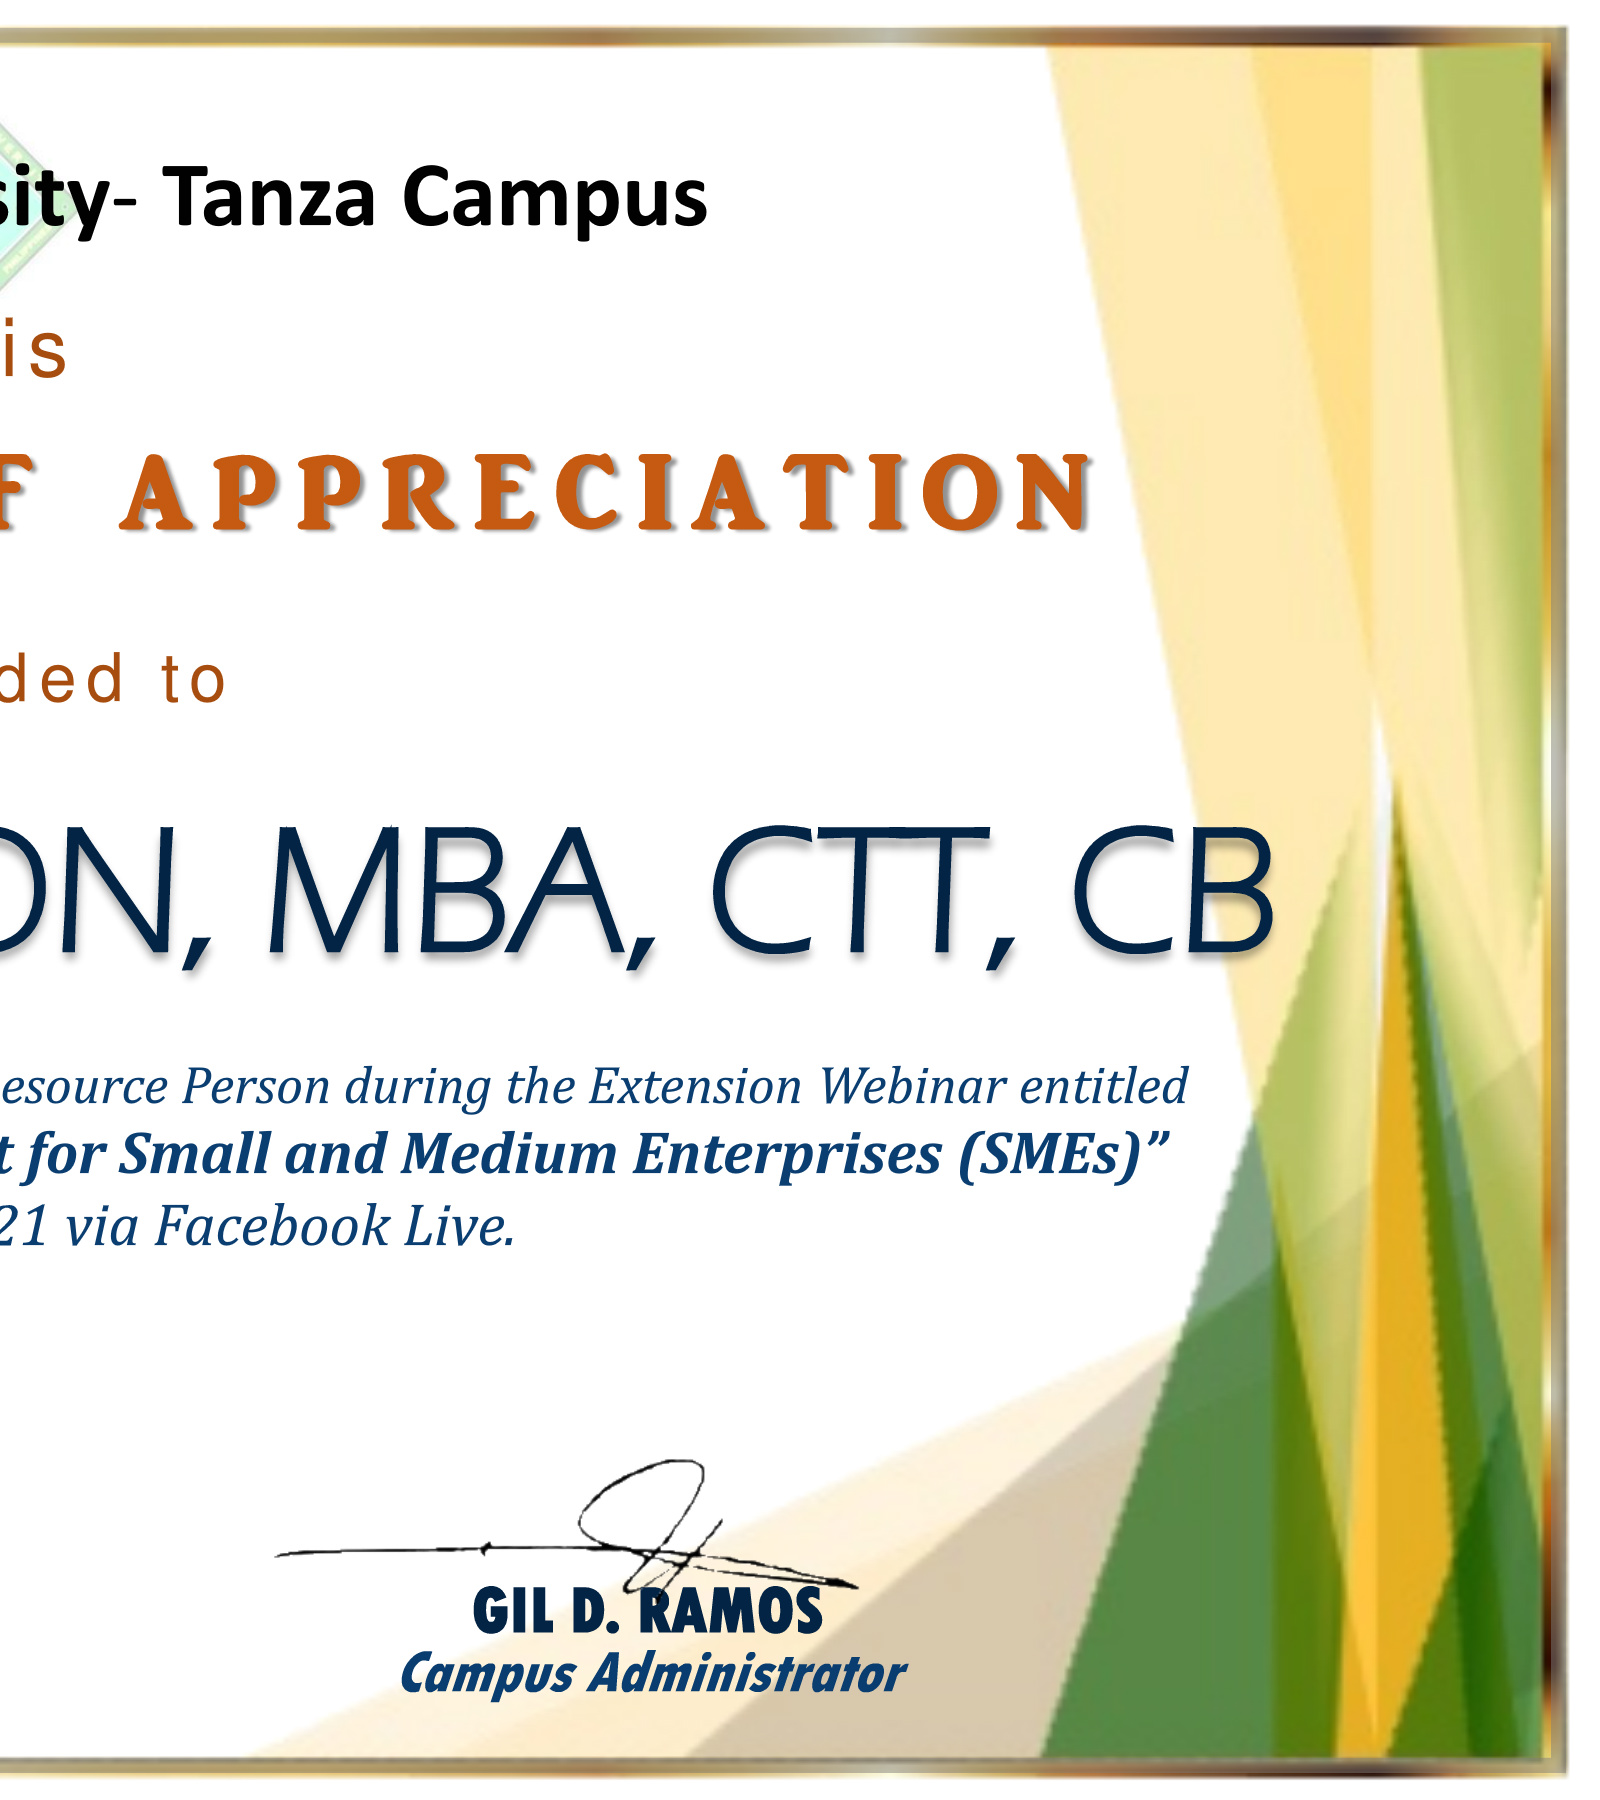 sity- Tanza Campus
is
F APPRECIATION
ded to
ON, MBA, CTT, CB
esource Person during the Extension Webinar entitled
t for Small and Medium Enterprises (SMEs)”
21 via Facebook Live.
GIL D. RAMOS
Campus Administrator